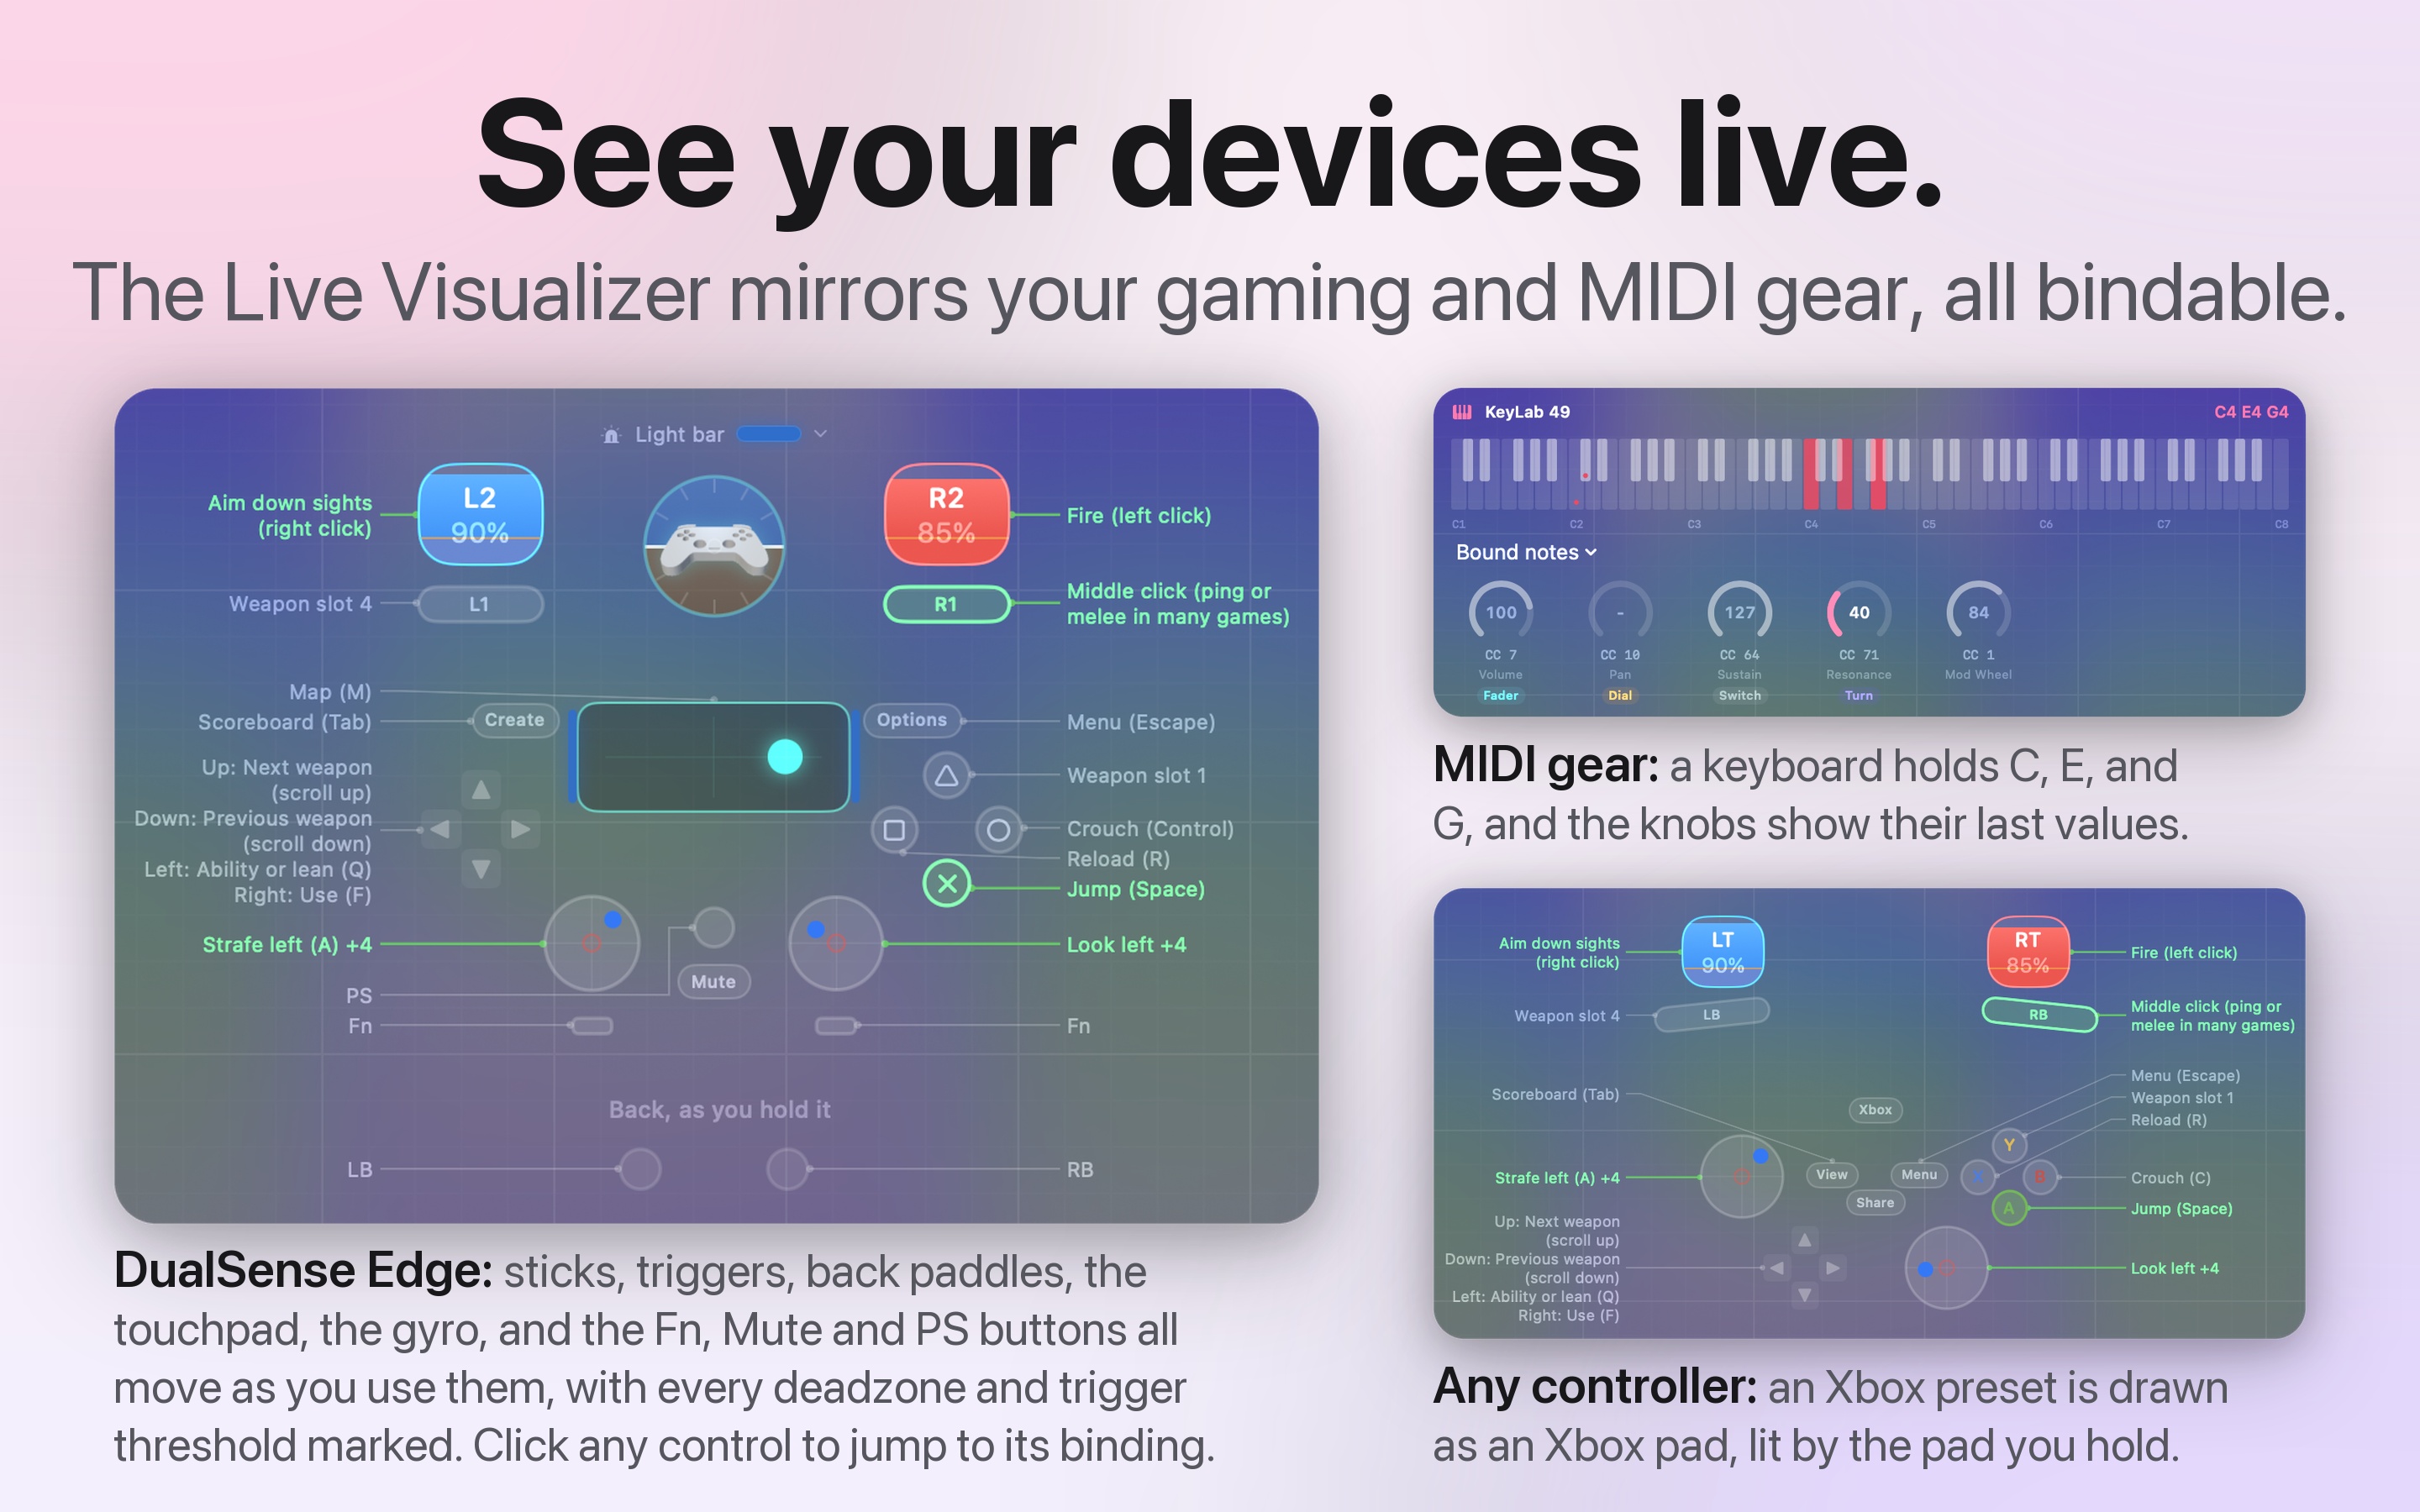 See your devices live.
The Live Visualizer mirrors your gaming and MIDI gear, all bindable.
Light bar
Aim down sights
(right click)
L2
90%
R2
85%
Fire (left click)
Weapon slot 4
L1
R1
Middle click (ping or
melee in many games)
Map (M)
Scoreboard (Tab)
Create
Options
Menu (Escape)
Weapon slot 1
Up: Next weapon
(scroll up)
Down: Previous weapon
(scroll down)
Left: Ability or lean (Q)
Right: Use (F)
Crouch (Control)
Reload (R)
Jump (Space)
Strafe left (A) +4
Look left +4
Mute
PS
Fn
Fn
Back, as you hold it
LB
RB
DualSense Edge: sticks, triggers, back paddles, the
touchpad, the gyro, and the Fn, Mute and PS buttons all
move as you use them, with every deadzone and trigger
threshold marked. Click any control to jump to its binding.
KeyLab 49
C4 E4 G4
C1 C2 C3 C4 C5 C6 C7 C8
Bound notes
100 - 127 40 84
CC 7 CC 10 CC 64 CC 71 CC 1
Volume Pan Sustain Resonance Mod Wheel
Fader Dial Switch Turn
MIDI gear: a keyboard holds C, E, and
G, and the knobs show their last values.
Aim down sights
(right click)
LT
90%
RT
85%
Fire (left click)
Weapon slot 4
LB
RB
Middle click (ping or
melee in many games)
Scoreboard (Tab)
Xbox
Menu (Escape)
Weapon slot 1
Reload (R)
Y
Strafe left (A) +4
View
Menu
X
B
Crouch (C)
Share
A
Jump (Space)
Up: Next weapon
(scroll up)
Down: Previous weapon
(scroll down)
Left: Ability or lean (Q)
Right: Use (F)
Look left +4
Any controller: an Xbox preset is drawn
as an Xbox pad, lit by the pad you hold.